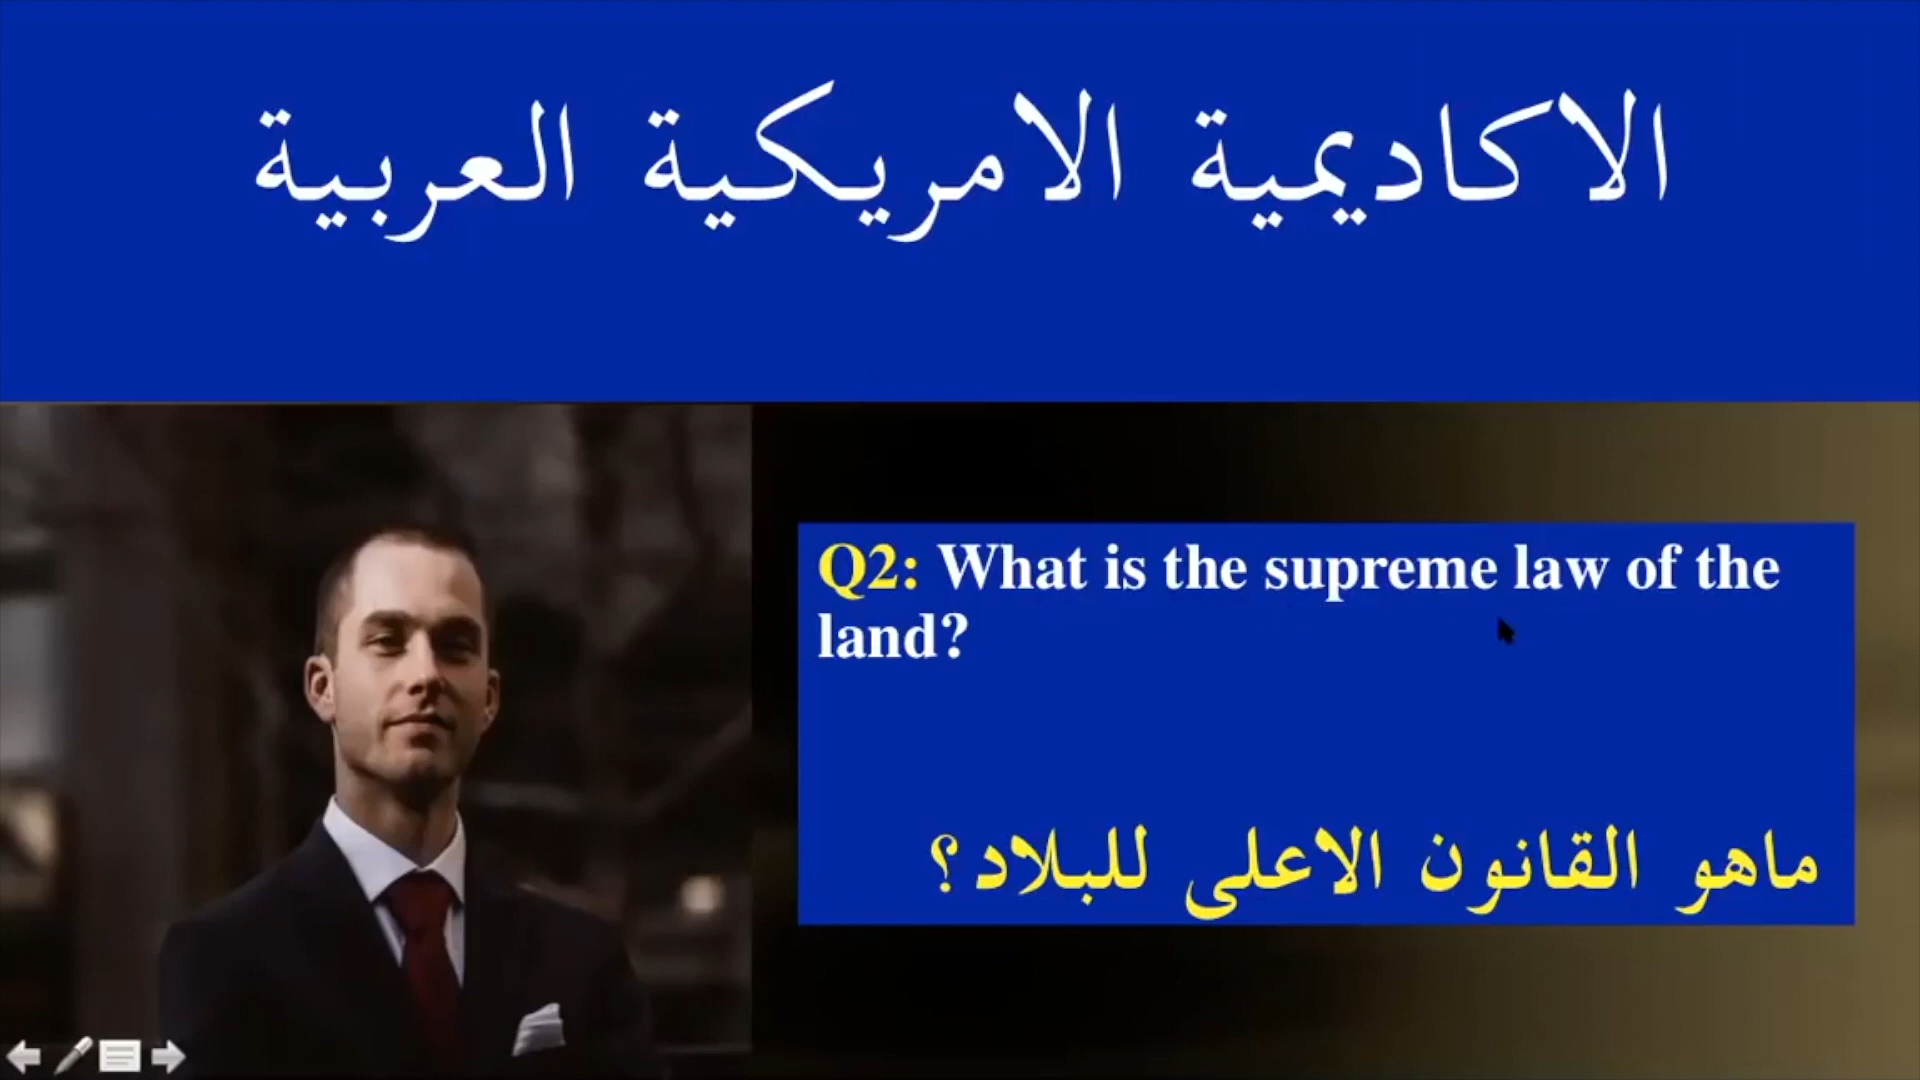 الاكاديمية الامريكية العربية
Q2: What is the supreme law of the
land?
ماهو القانون الاعلى للبلاد؟